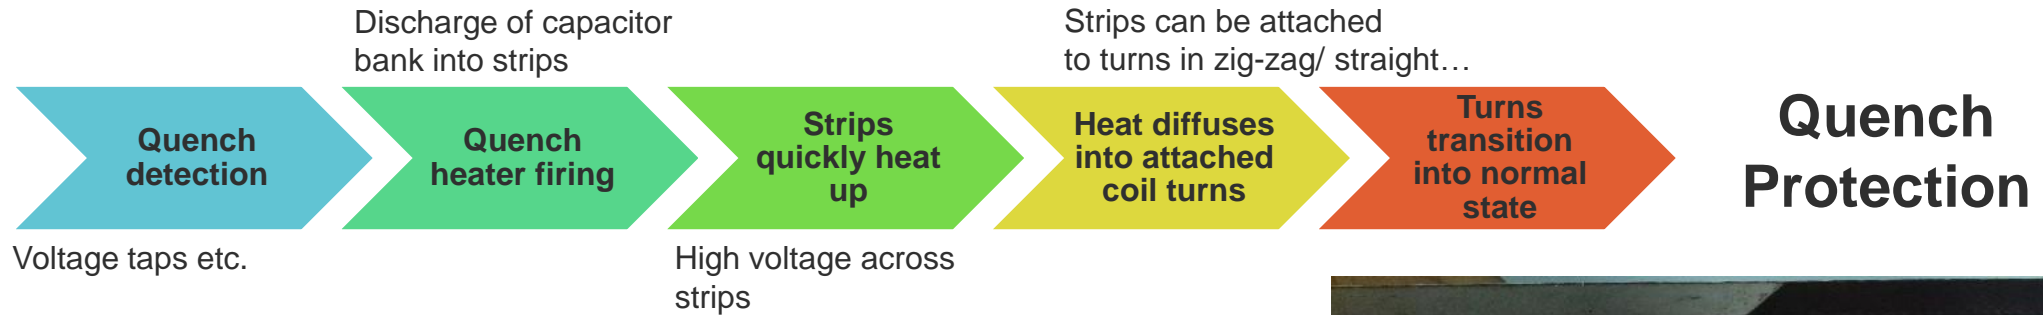 Discharge of capacitor
bank into strips
Strips can be attached
to turns in zig-zag/ straight…
Quench
detection
Quench
heater firing
Strips
quickly heat
up
Heat diffuses
into attached
coil turns
Turns
transition
into normal
state
Quench
Protection
Voltage taps etc.
High voltage across
strips